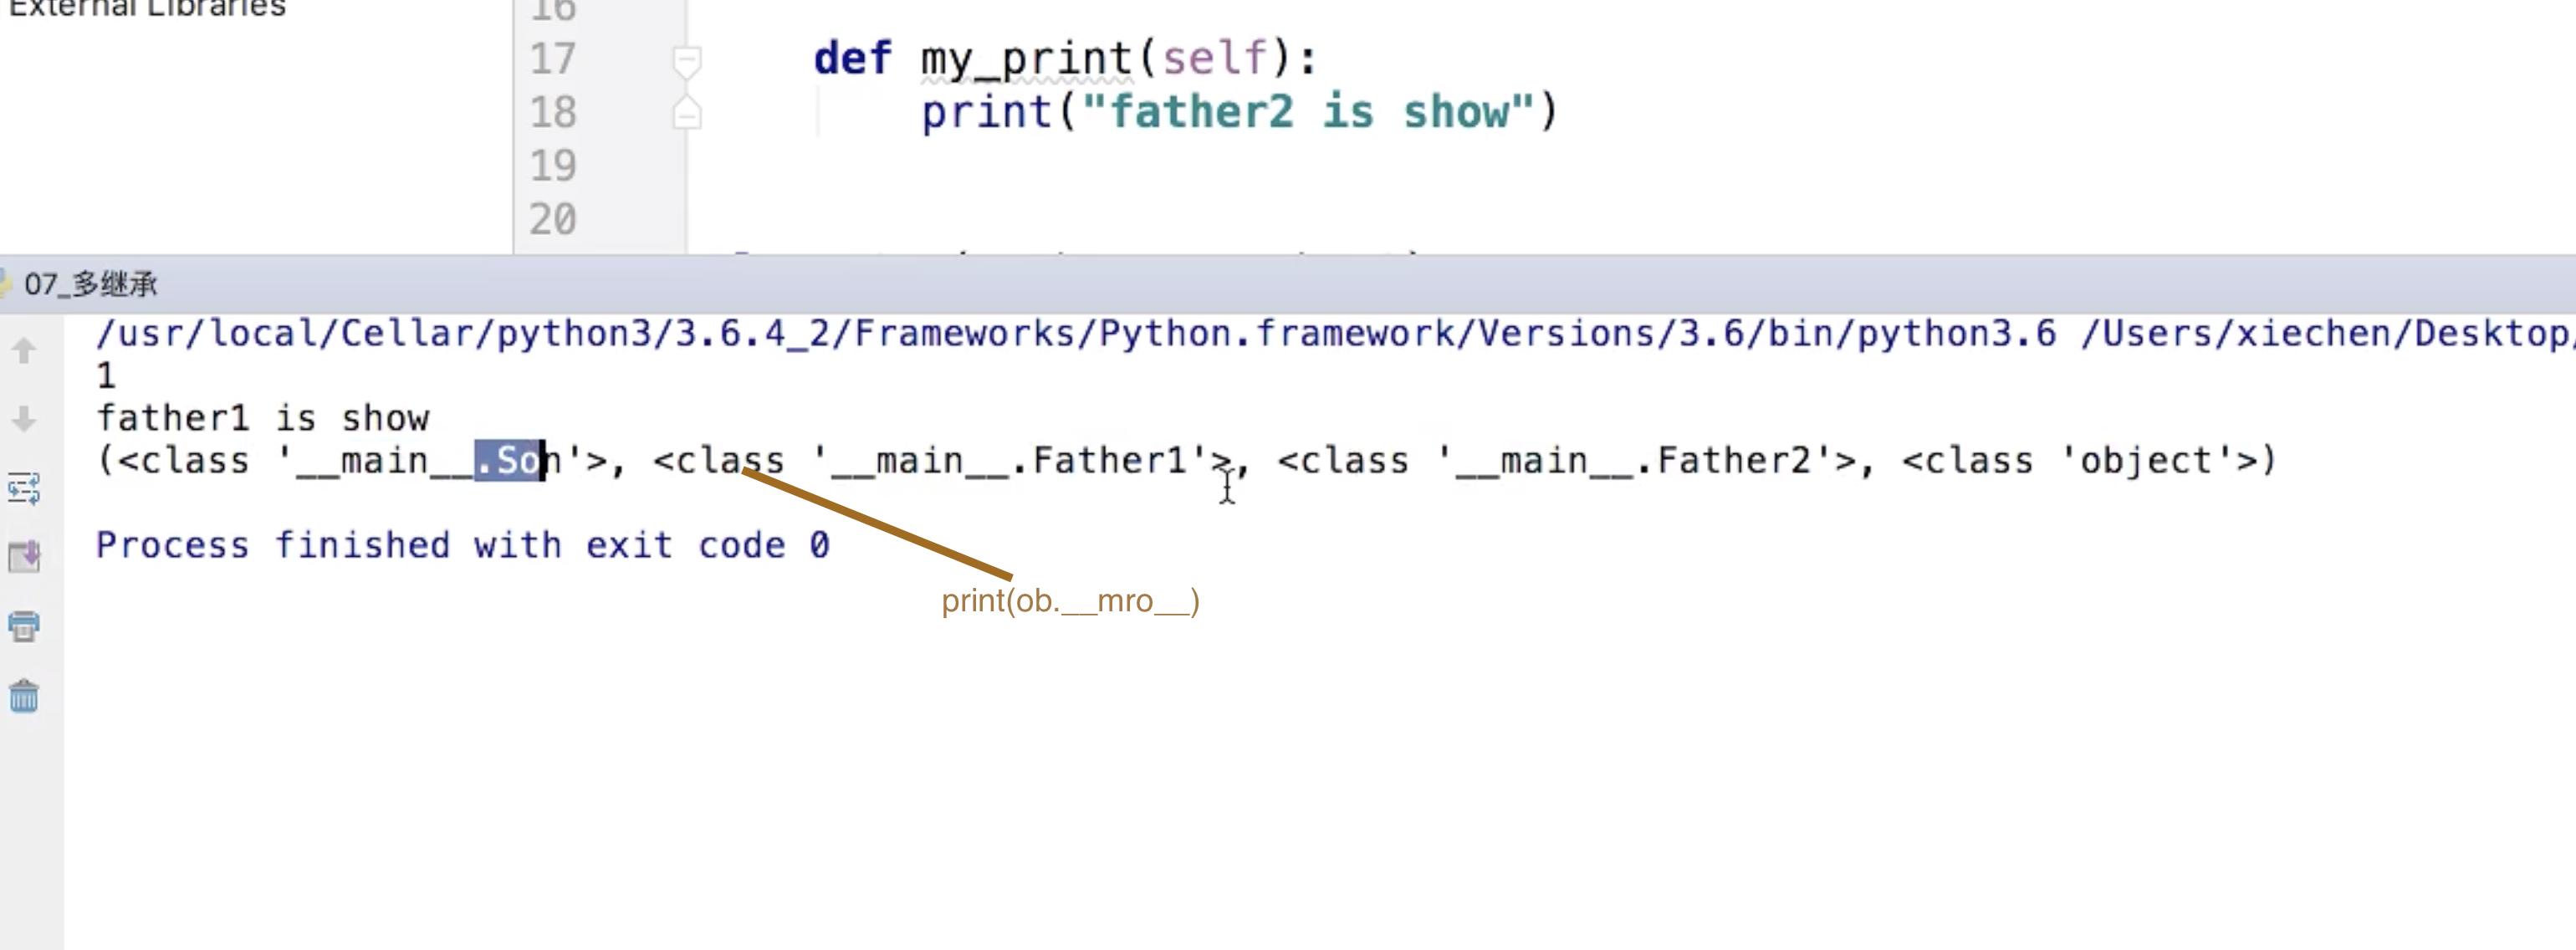 External Libraries
16
17 def my_print(self):
18 print("father2 is show")
19
20
07_多继承
/usr/local/Cellar/python3/3.6.4_2/Frameworks/Python.framework/Versions/3.6/bin/python3.6 /Users/xiechen/Desktop/
1
father1 is show
(<class '__main__.Son'>, <class '__main__.Father1'>, <class '__main__.Father2'>, <class 'object'>)
Process finished with exit code 0
print(ob.__mro__)